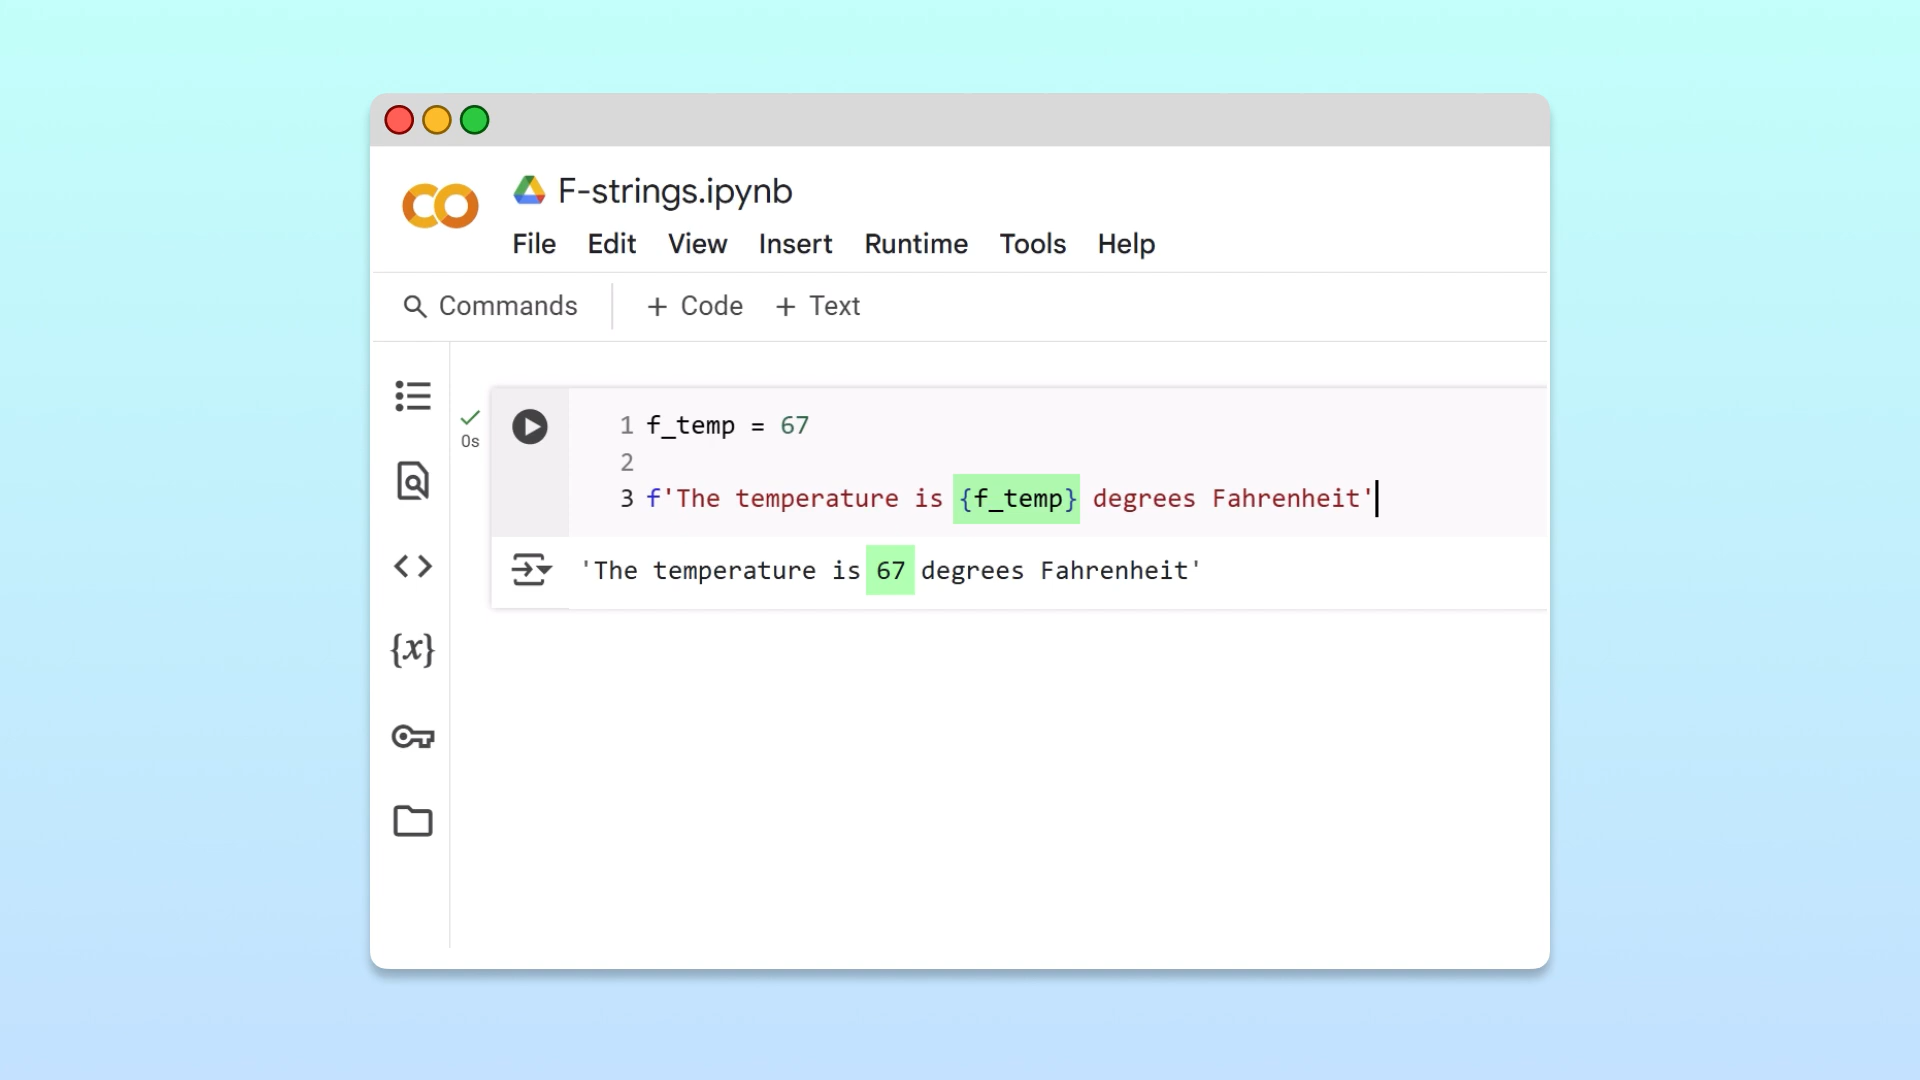 F-strings.ipynb
File Edit View Insert Runtime Tools Help
Commands + Code + Text
0s
1 f_temp = 67
2
3 f'The temperature is {f_temp} degrees Fahrenheit'
'The temperature is 67 degrees Fahrenheit'
{x}